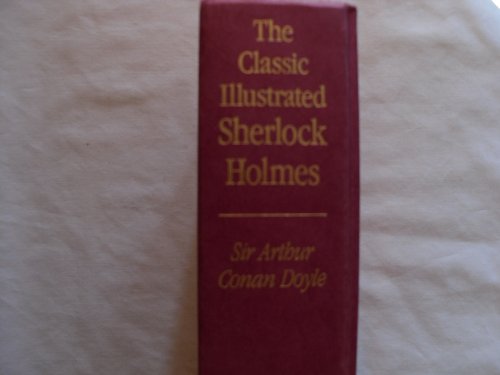 The
Classic
Illustrated
Sherlock
Holmes
Sir Arthur
Conan Doyle